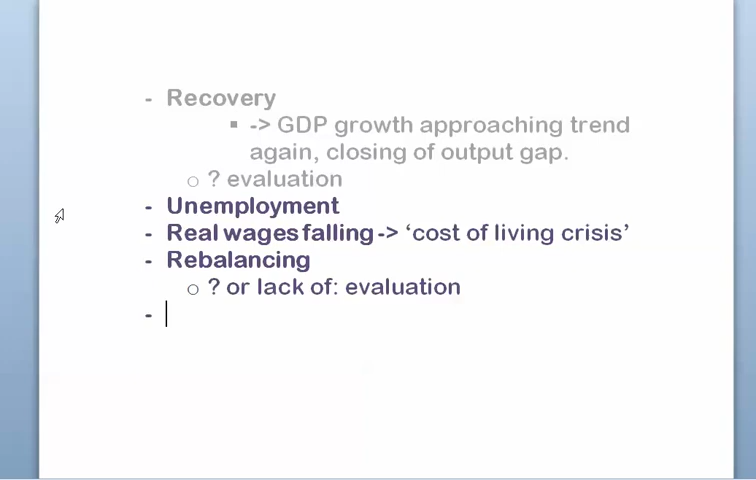 - Recovery
▪ -> GDP growth approaching trend
again, closing of output gap.
o ? evaluation
- Unemployment
- Real wages falling -> ‘cost of living crisis’
- Rebalancing
o ? or lack of: evaluation
-